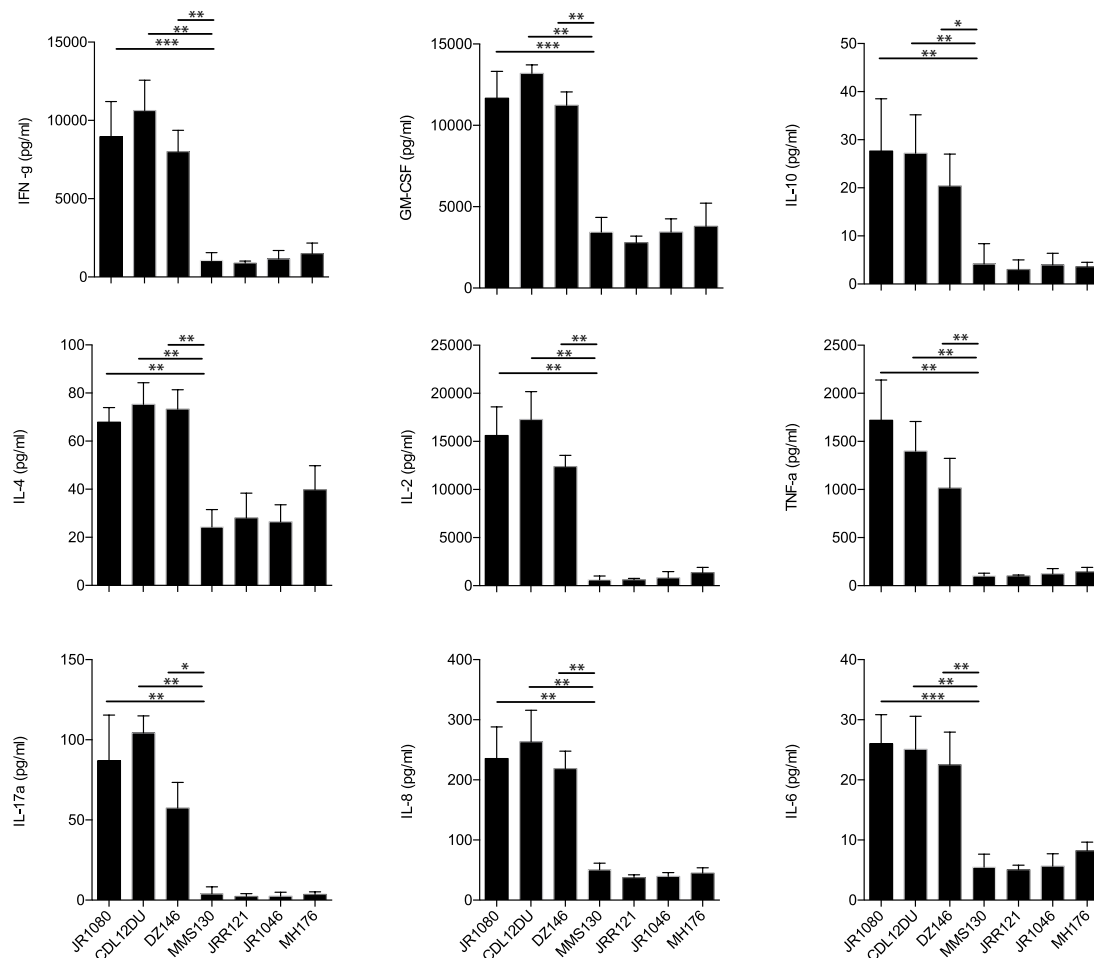 **
**
***
15000
10000
5000
0
IFN -g (pg/ml)
**
**
***
15000
10000
5000
0
GM-CSF (pg/ml)
*
**
**
50
40
30
20
10
0
IL-10 (pg/ml)
**
**
**
100
80
60
40
20
0
IL-4 (pg/ml)
**
**
**
25000
20000
15000
10000
5000
0
IL-2 (pg/ml)
**
**
**
2500
2000
1500
1000
500
0
TNF-a (pg/ml)
*
**
**
150
100
50
0
IL-17a (pg/ml)
JR1080
CDL12DU
DZ146
MMS130
JRR121
JR1046
MH176
**
**
**
400
300
200
100
0
IL-8 (pg/ml)
JR1080
CDL12DU
DZ146
MMS130
JRR121
JR1046
MH176
**
**
***
40
30
20
10
0
IL-6 (pg/ml)
JR1080
CDL12DU
DZ146
MMS130
JRR121
JR1046
MH176